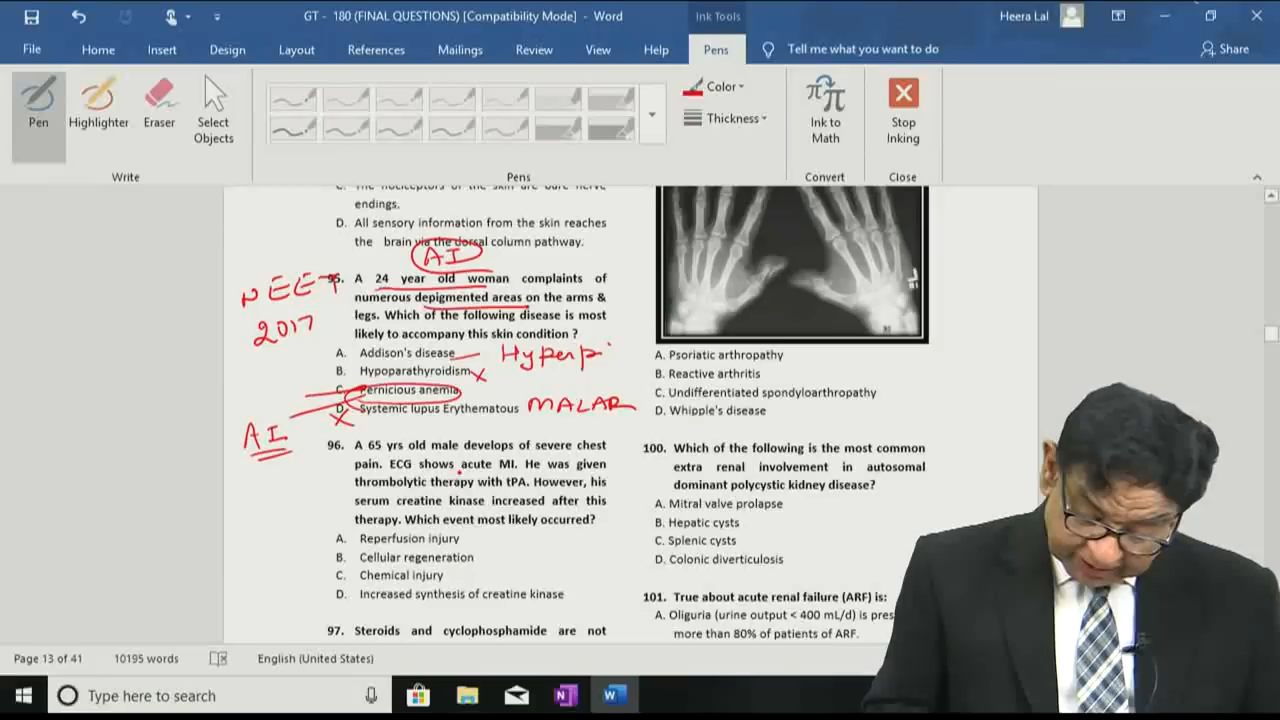 GT - 180 (FINAL QUESTIONS) [Compatibility Mode] - Word
Ink Tools
Heera Lal
File
Home
Insert
Design
Layout
References
Mailings
Review
View
Help
Pens
Tell me what you want to do
Share
Pen
Highlighter
Eraser
Select Objects
Color
Thickness
Ink to Math
Stop Inking
Write
Pens
Convert
Close
C. The nociceptors of the skin are bare nerve
endings.
D. All sensory information from the skin reaches
the brain via the dorsal column pathway.
AI
NEET
2017
95. A 24 year old woman complaints of
numerous depigmented areas on the arms &
legs. Which of the following disease is most
likely to accompany this skin condition ?
A. Addison's disease
Hyperpi
B. Hypoparathyroidism
X
C. Pernicious anemia
D. Systemic lupus Erythematous
MALAR
X
AI
96. A 65 yrs old male develops of severe chest
pain. ECG shows acute MI. He was given
thrombolytic therapy with tPA. However, his
serum creatine kinase increased after this
therapy. Which event most likely occurred?
A. Reperfusion injury
B. Cellular regeneration
C. Chemical injury
D. Increased synthesis of creatine kinase
97. Steroids and cyclophosphamide are not
A. Psoriatic arthropathy
B. Reactive arthritis
C. Undifferentiated spondyloarthopathy
D. Whipple's disease
100. Which of the following is the most common
extra renal involvement in autosomal
dominant polycystic kidney disease?
A. Mitral valve prolapse
B. Hepatic cysts
C. Splenic cysts
D. Colonic diverticulosis
101. True about acute renal failure (ARF) is:
A. Oliguria (urine output < 400 mL/d) is
more than 80% of patients of ARF.
Page 13 of 41
10195 words
English (United States)
Type here to search